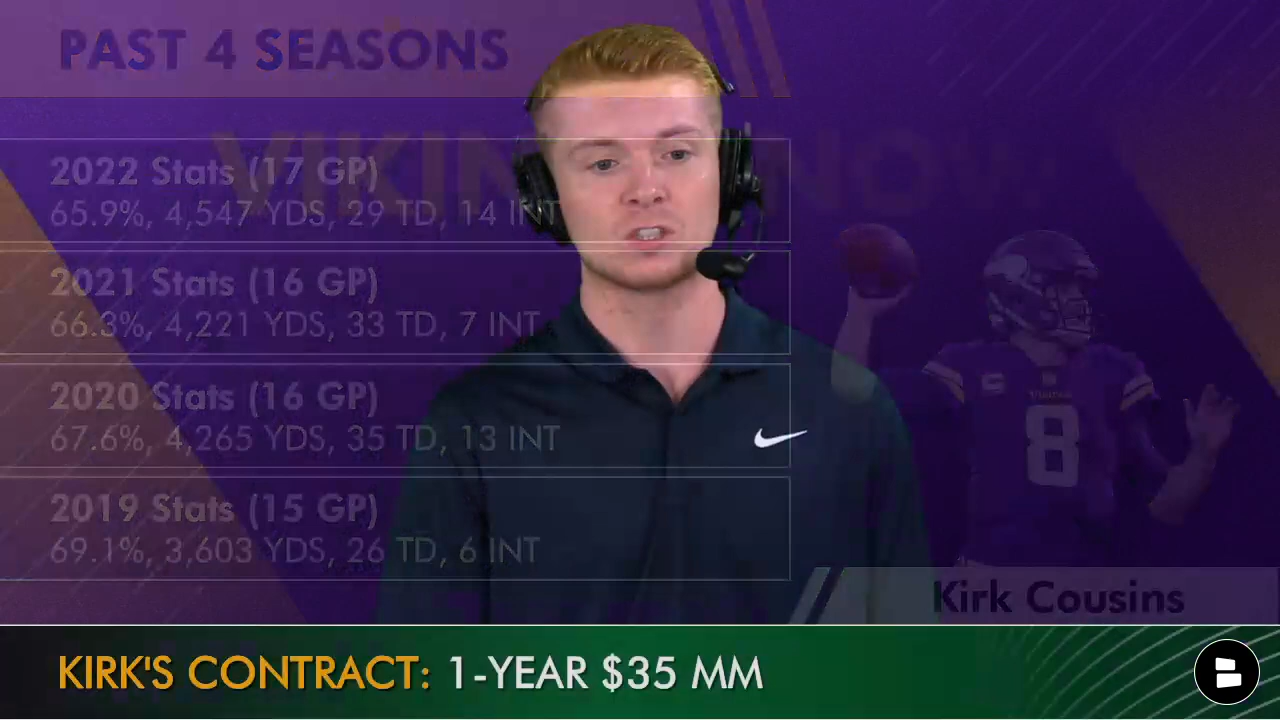 PAST 4 SEASONS
VIKINGS NOW
2022 Stats (17 GP)
65.9%, 4,547 YDS, 29 TD, 14 INT
2021 Stats (16 GP)
66.3%, 4,221 YDS, 33 TD, 7 INT
2020 Stats (16 GP)
67.6%, 4,265 YDS, 35 TD, 13 INT
2019 Stats (15 GP)
69.1%, 3,603 YDS, 26 TD, 6 INT
8
Kirk Cousins
KIRK'S CONTRACT: 1-YEAR $35 MM